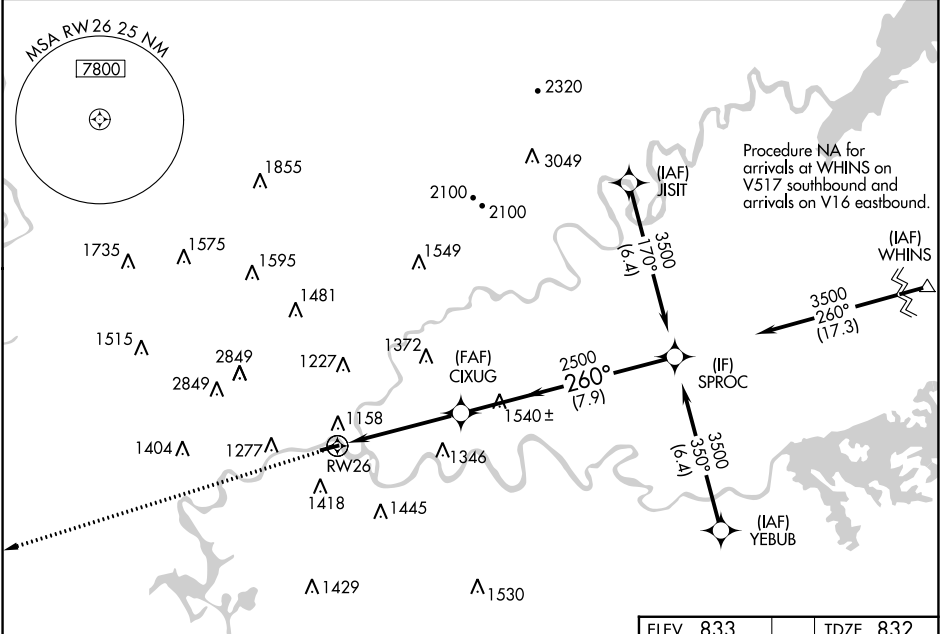 MSA RW26 25 NM
7800
2320
3049
(IAF)
JISIT
Procedure NA for
arrivals at WHINS on
V517 southbound and
arrivals on V16 eastbound.
1855
2100
2100
(IAF)
WHINS
1735
1575
1595
1549
3500
170°
(6.4)
1481
3500
260°
(17.3)
1515
2849
2849
1227
1372
(FAF)
CIXUG
2500
260°
(7.9)
(IF)
SPROC
1540 ±
1158
1404
1277
RW26
1346
3500
350°
(6.4)
1418
1445
(IAF)
YEBUB
1429
1530
ELEV 833
TDZE 832